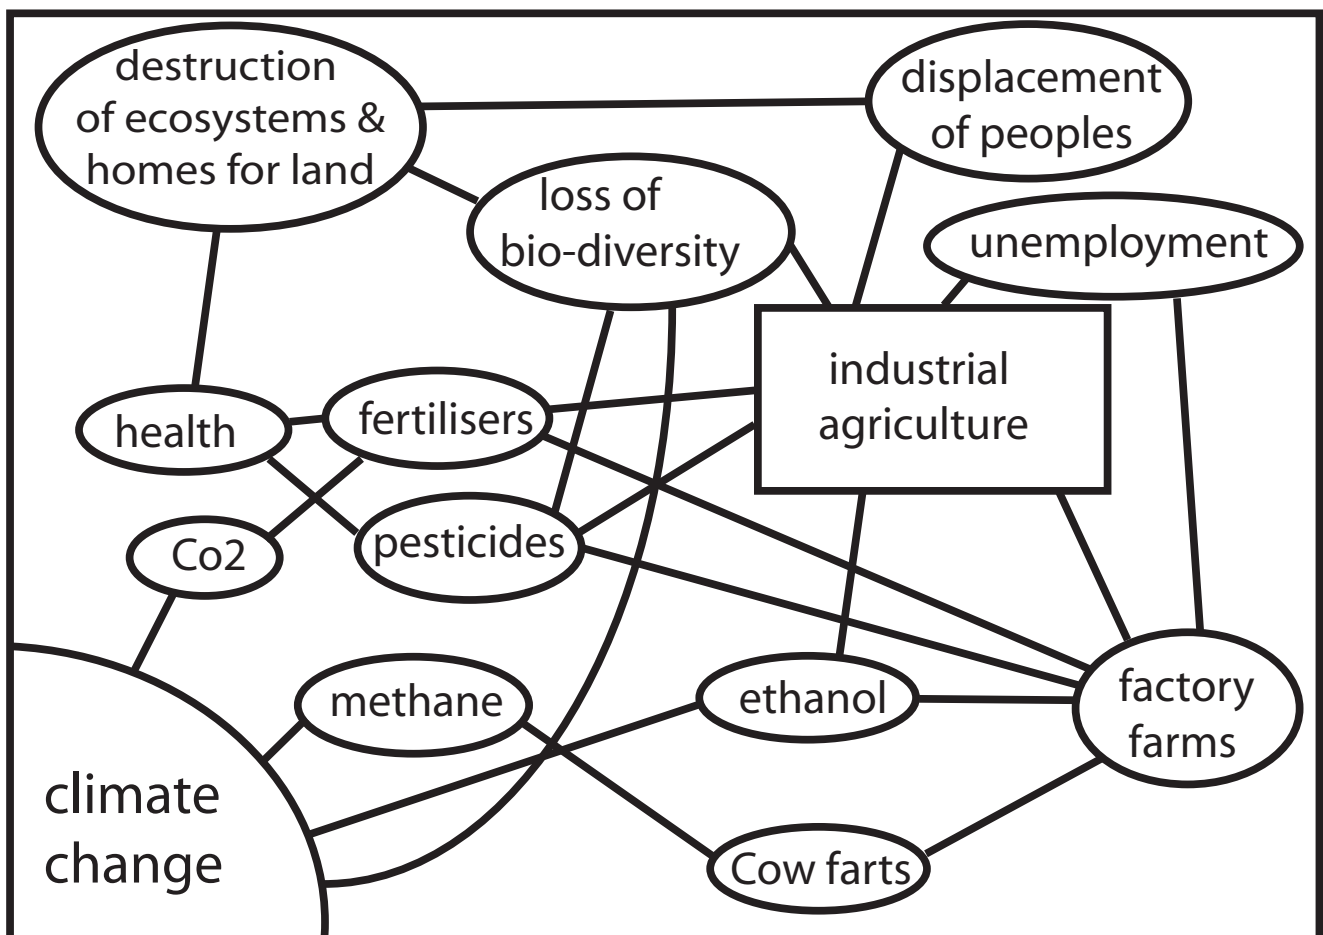 destruction
of ecosystems &
homes for land
displacement
of peoples
loss of
bio-diversity
unemployment
industrial
agriculture
health
fertilisers
Co2
pesticides
methane
ethanol
factory
farms
climate
change
Cow farts